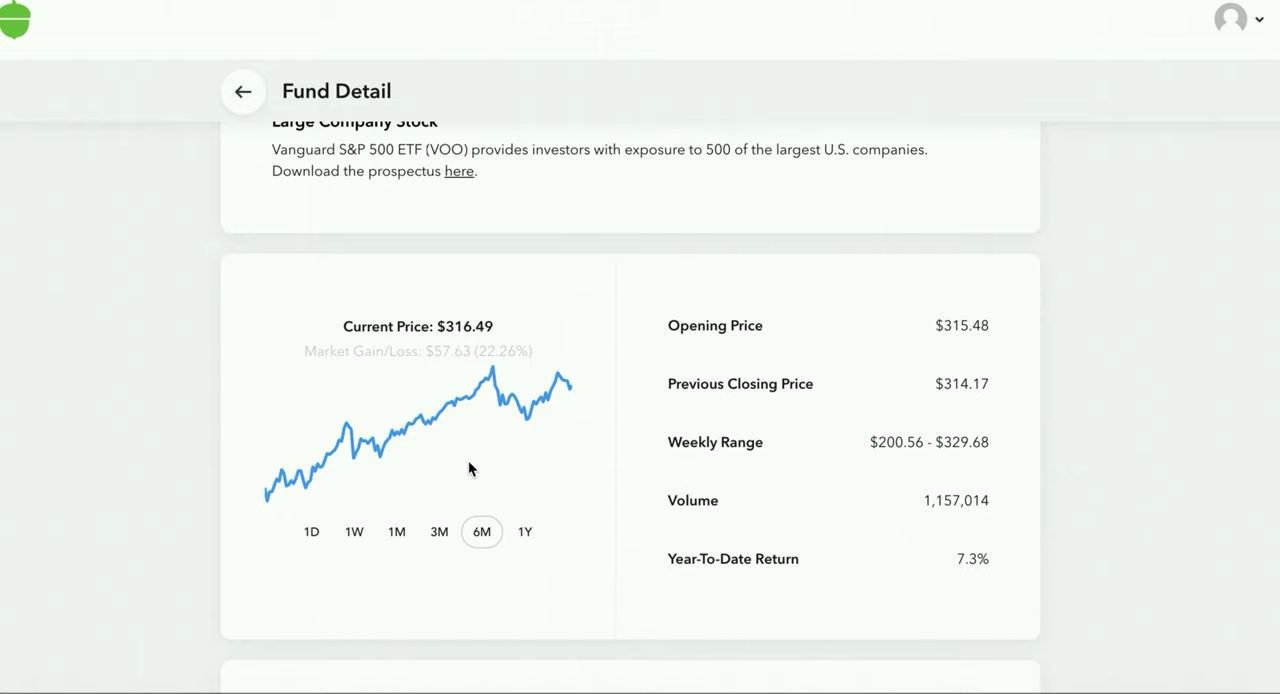 Fund Detail
Large Company Stock
Vanguard S&P 500 ETF (VOO) provides investors with exposure to 500 of the largest U.S. companies.
Download the prospectus here.
Current Price: $316.49
Market Gain/Loss: $57.63 (22.26%)
1D 1W 1M 3M 6M 1Y
Opening Price $315.48
Previous Closing Price $314.17
Weekly Range $200.56 - $329.68
Volume 1,157,014
Year-To-Date Return 7.3%